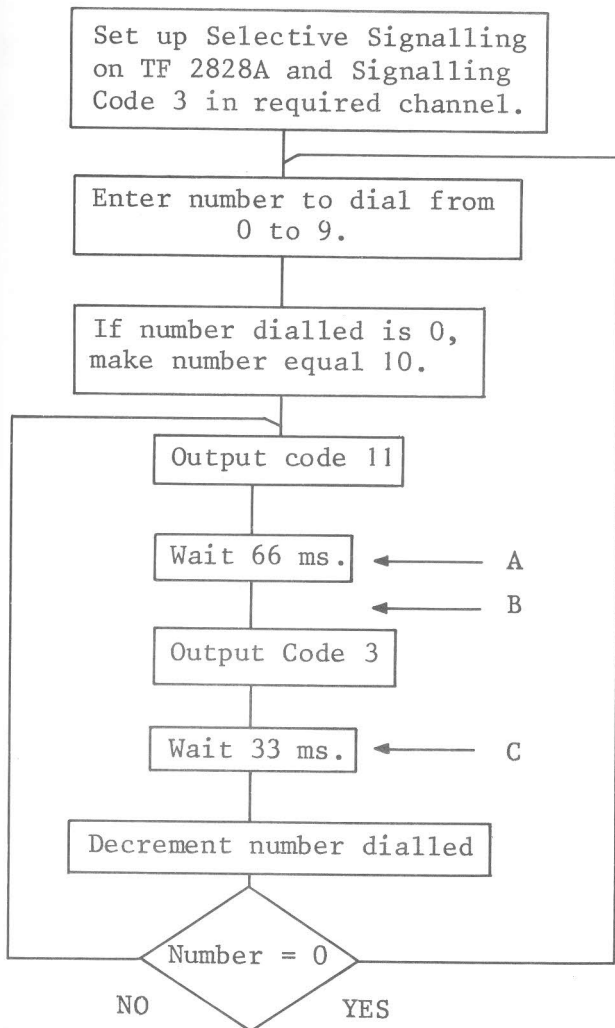 Set up Selective Signalling
on TF 2828A and Signalling
Code 3 in required channel.
Enter number to dial from
0 to 9.
If number dialled is 0,
make number equal 10.
Output code 11
Wait 66 ms.
A
B
Output Code 3
Wait 33 ms.
C
Decrement number dialled
Number = 0
NO
YES